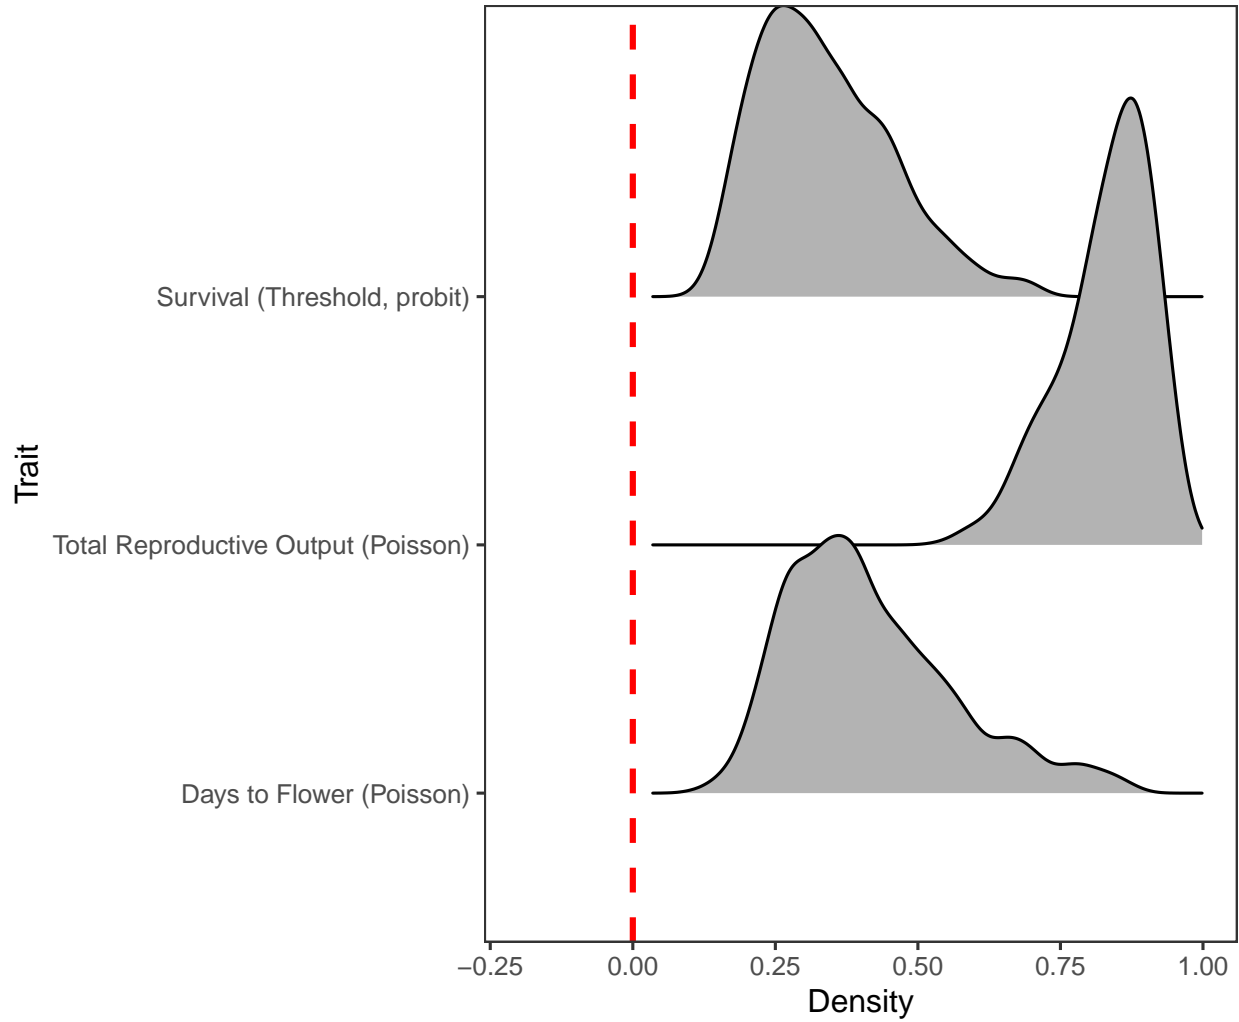 Trait
Survival (Threshold, probit)
Total Reproductive Output (Poisson)
Days to Flower (Poisson)
−0.25 0.00 0.25 0.50 0.75 1.00
Density